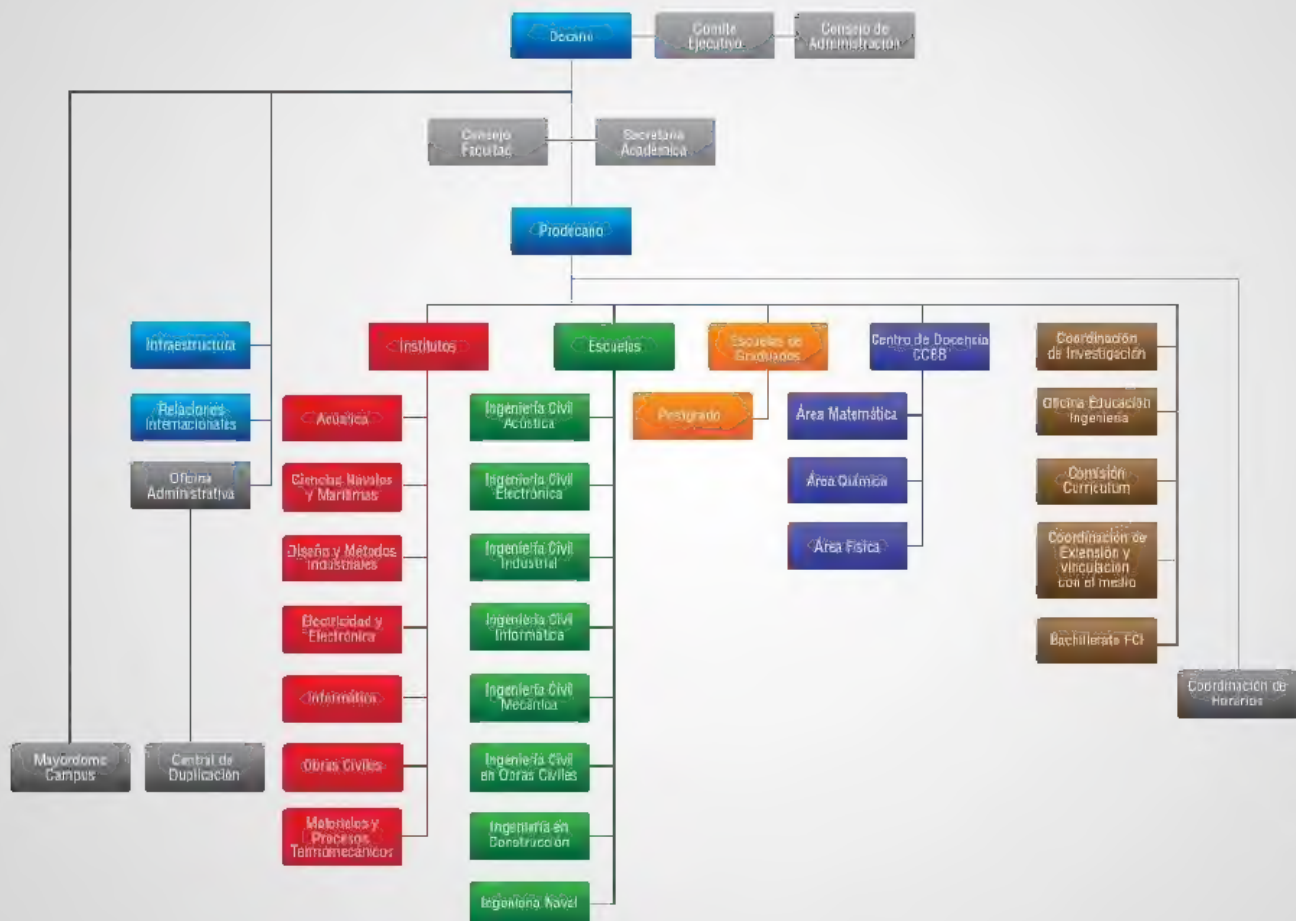 Decano
Comité
Ejecutivo
Consejo de
Administración
Consejo
Facultad
Secretaria
Académica
Prodecano
Infraestructura
Relaciones
Internacionales
Oficina
Administrativa
Mayordomo
Campus
Central de
Duplicación
Institutos
Acústica
Ciencias Navales
y Marítimas
Diseño y Métodos
Industriales
Electricidad y
Electrónica
Informática
Obras Civiles
Materiales y
Procesos
Termomecánicos
Escuelas
Ingeniería Civil
Acústica
Ingeniería Civil
Electrónica
Ingeniería Civil
Industrial
Ingeniería Civil
Informática
Ingeniería Civil
Mecánica
Ingeniería Civil
en Obras Civiles
Ingeniería en
Construcción
Ingeniería Naval
Escuelas de
Graduados
Postgrado
Centro de Docencia
CCBB
Área Matemática
Área Química
Área Física
Coordinación
de Investigación
Oficina Educación
Ingeniería
Comisión
Curriculum
Coordinación de
Extensión y
vinculación
con el medio
Bachillerato FCI
Coordinación de
Horarios